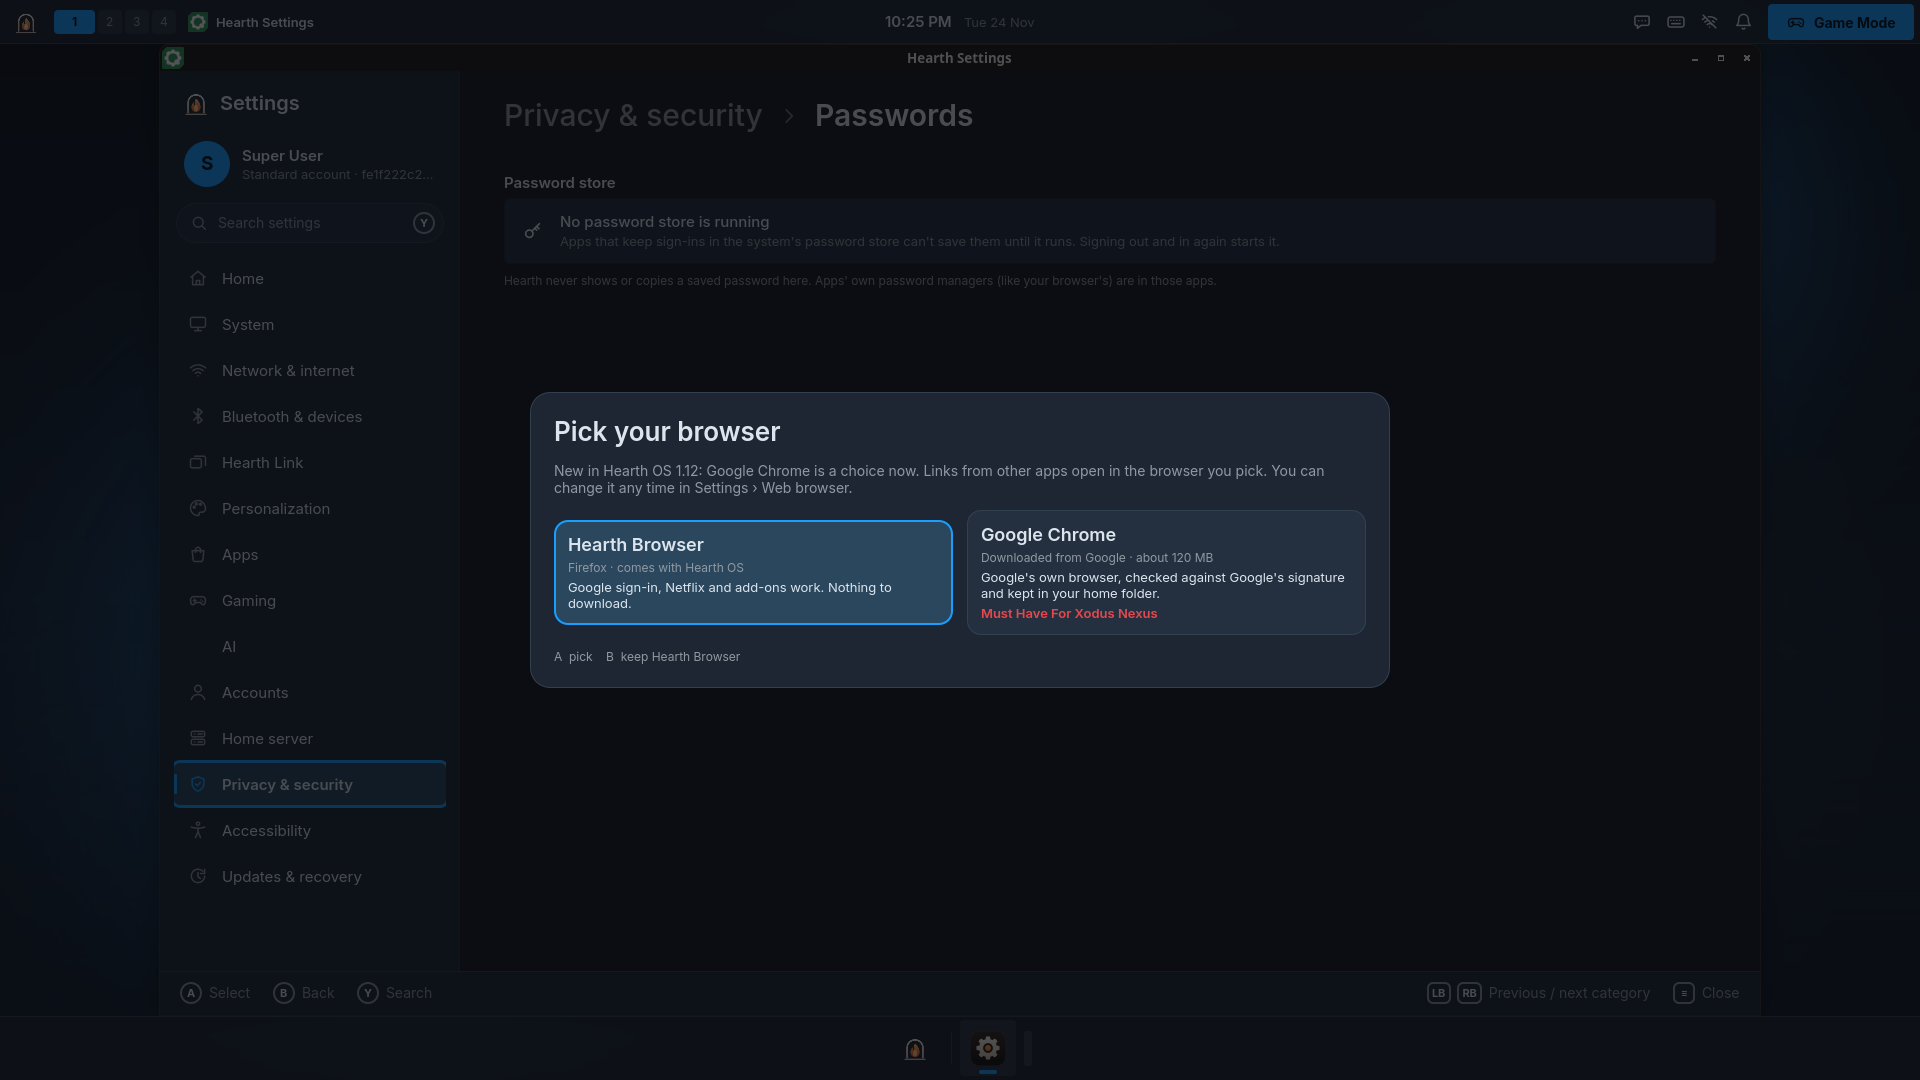 1 2 3 4 Hearth Settings
10:25 PM Tue 24 Nov
Game Mode
Hearth Settings
Settings
S
Super User
Standard account · fe1f222c2...
Search settings Y
Home
System
Network & internet
Bluetooth & devices
Hearth Link
Personalization
Apps
Gaming
AI
Accounts
Home server
Privacy & security
Accessibility
Updates & recovery
Privacy & security › Passwords
Password store
No password store is running
Apps that keep sign-ins in the system's password store can't save them until it runs. Signing out and in again starts it.
Hearth never shows or copies a saved password here. Apps' own password managers (like your browser's) are in those apps.
Pick your browser
New in Hearth OS 1.12: Google Chrome is a choice now. Links from other apps open in the browser you pick. You can
change it any time in Settings › Web browser.
Hearth Browser
Firefox · comes with Hearth OS
Google sign-in, Netflix and add-ons work. Nothing to
download.
Google Chrome
Downloaded from Google · about 120 MB
Google's own browser, checked against Google's signature
and kept in your home folder.
Must Have For Xodus Nexus
A pick B keep Hearth Browser
A Select B Back Y Search
LB RB Previous / next category ≡ Close